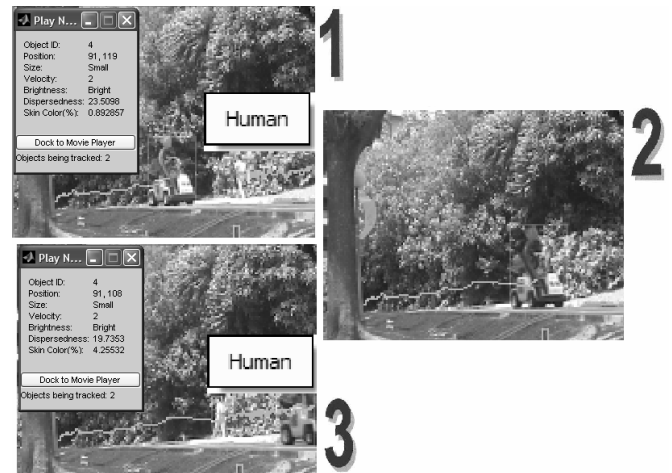 Play N...
Object ID: 4
Position: 91,119
Size: Small
Velocity: 2
Brightness: Bright
Dispersedness: 23.5098
Skin Color(%): 0.892857
Dock to Movie Player
Objects being tracked: 2
Human
1
2
Play N...
Object ID: 4
Position: 91,108
Size: Small
Velocity: 2
Brightness: Bright
Dispersedness: 19.7353
Skin Color(%): 4.25532
Dock to Movie Player
Objects being tracked: 2
Human
3